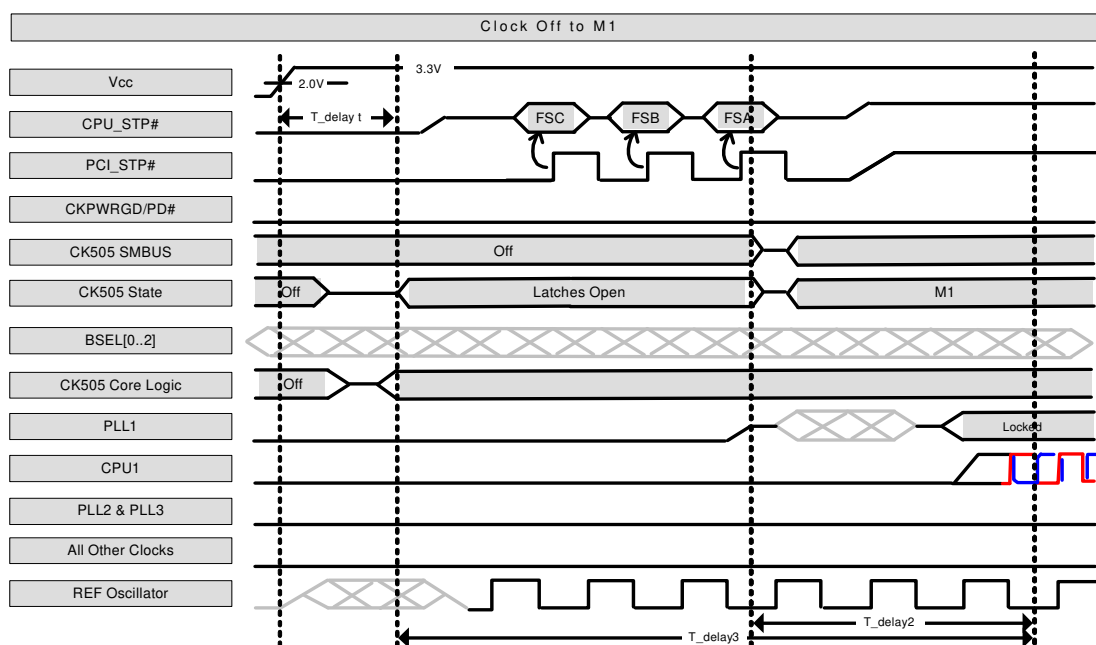 Clock Off to M1
Vcc
3.3V
2.0V
CPU_STP#
T_delay t
FSC
FSB
FSA
PCI_STP#
CKPWRGD/PD#
CK505 SMBUS
Off
CK505 State
Off
Latches Open
M1
BSEL[0..2]
CK505 Core Logic
Off
PLL1
Locked
CPU1
PLL2 & PLL3
All Other Clocks
REF Oscillator
T_delay2
T_delay3